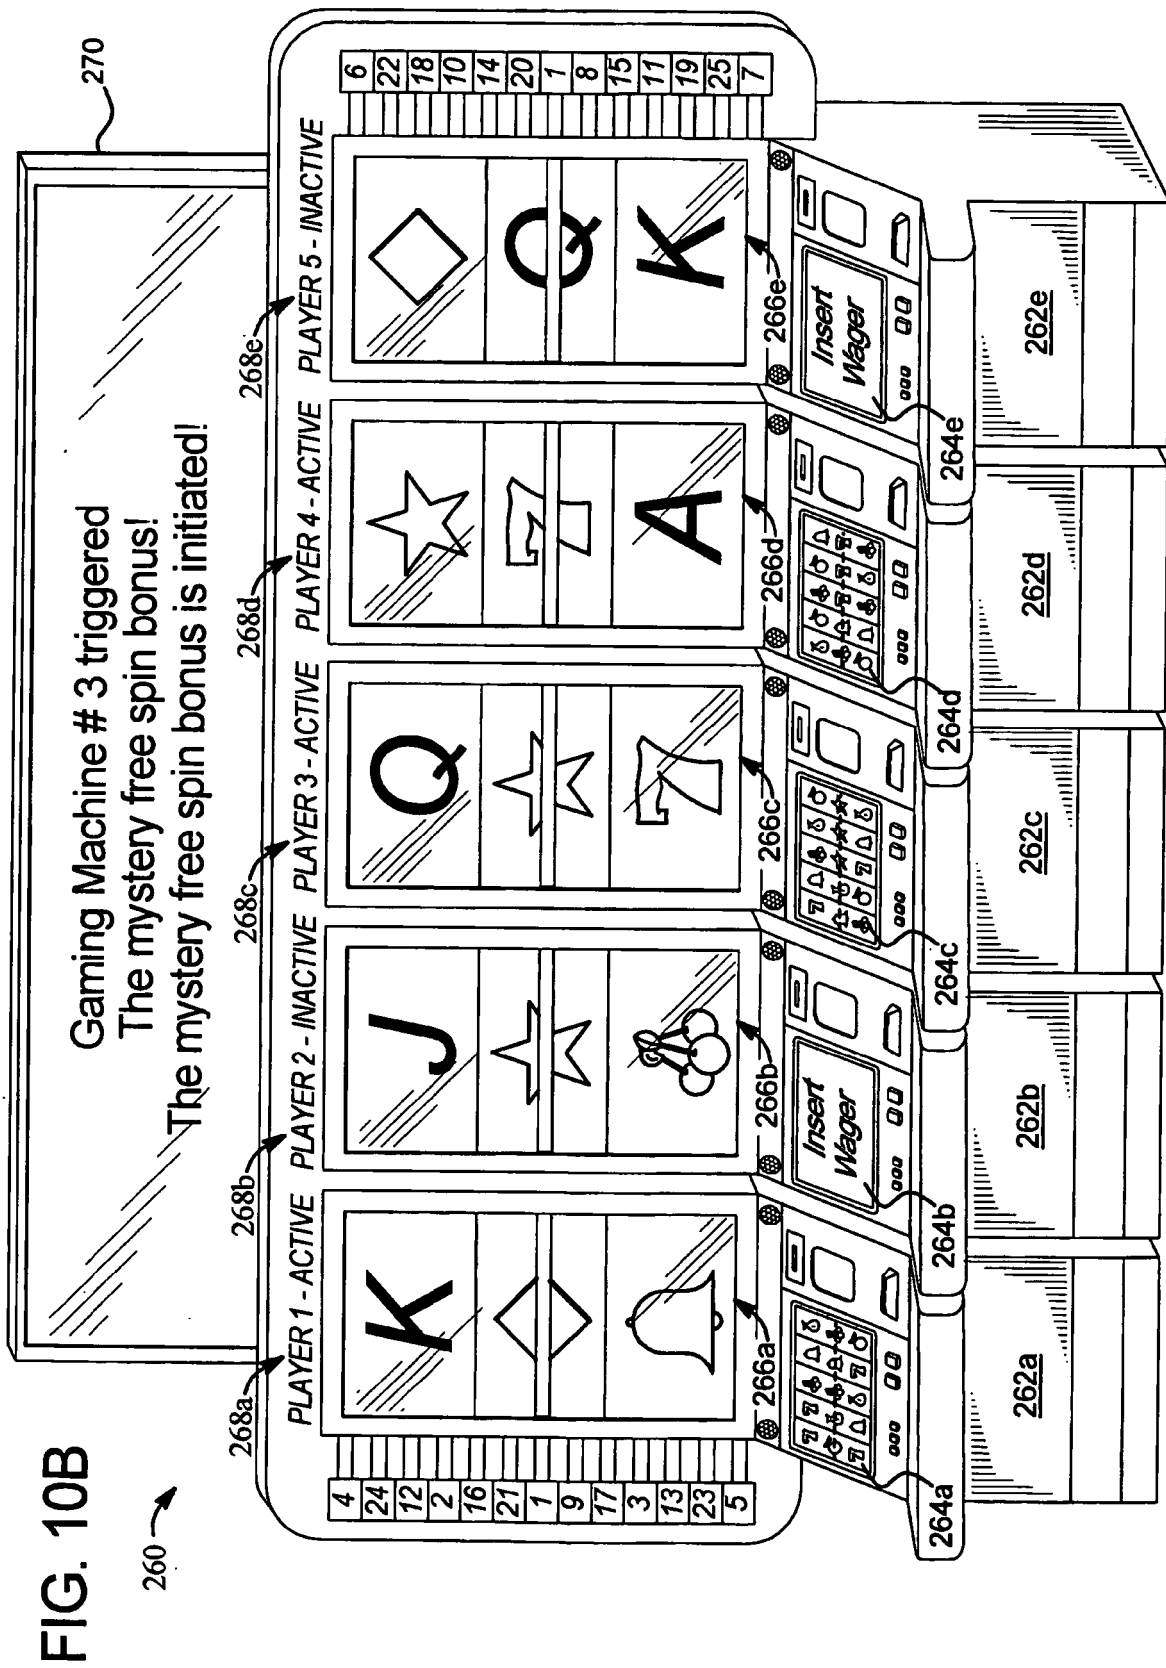 FIG. 10B
260
270
Gaming Machine # 3 triggered
The mystery free spin bonus!
The mystery free spin bonus is initiated!
268a
268b
268c
268d
268e
PLAYER 1 - ACTIVE
PLAYER 2 - INACTIVE
PLAYER 3 - ACTIVE
PLAYER 4 - ACTIVE
PLAYER 5 - INACTIVE
4
24
12
2
16
21
1
9
17
3
13
23
5
K
J
Q
7
7
A
Q
K
6
22
18
10
14
20
1
8
15
11
19
25
7
266a
266b
266c
266d
266e
Insert
Wager
Insert
Wager
264a
264b
264c
264d
264e
262a
262b
262c
262d
262e